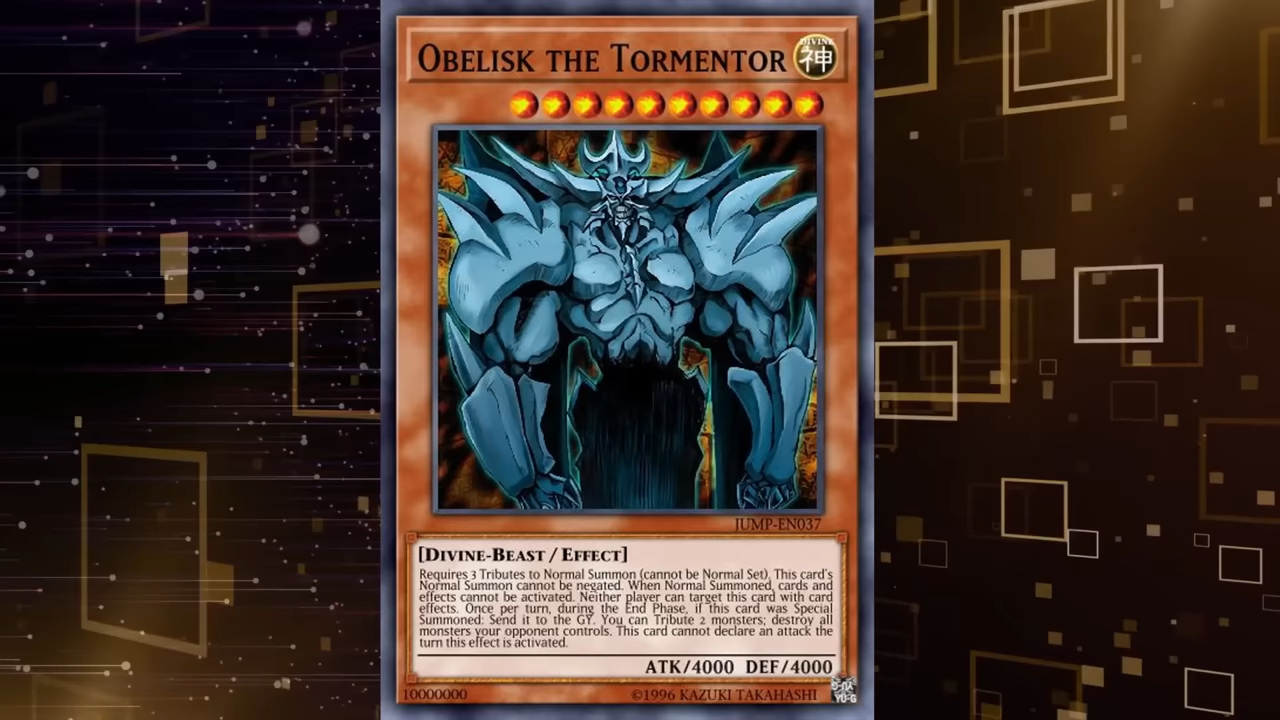 OBELISK THE TORMENTOR
DIVINE
神
JUMP-EN037
[DIVINE-BEAST / EFFECT]
Requires 3 Tributes to Normal Summon (cannot be Normal Set). This card's
Normal Summon cannot be negated. When Normal Summoned, cards and
effects cannot be activated. Neither player can target this card with card
effects. Once per turn, during the End Phase, if this card was Special
Summoned: Send it to the GY. You can Tribute 2 monsters; destroy all
monsters your opponent controls. This card cannot declare an attack the
turn this effect is activated.
ATK/4000 DEF/4000
10000000
©1996 KAZUKI TAKAHASHI